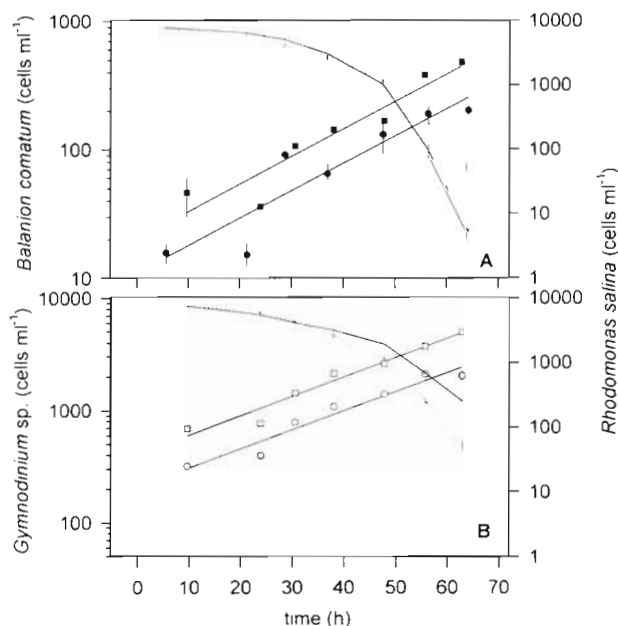 1000
100
10
Balanion comatum (cells ml⁻¹)
A
10000
1000
100
10
1
10000
1000
100
Gymnodinium sp. (cells ml⁻¹)
B
10000
1000
100
10
1
Rhodomonas salina (cells ml⁻¹)
0 10 20 30 40 50 60 70
time (h)